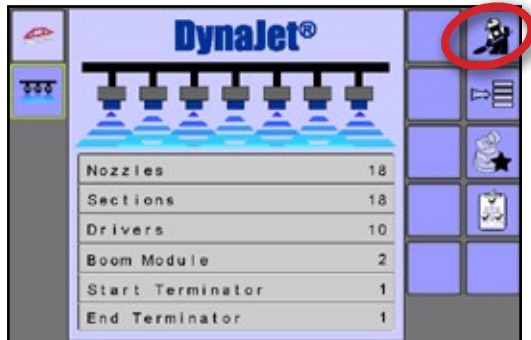 DynaJet®
Nozzles 18
Sections 18
Drivers 10
Boom Module 2
Start Terminator 1
End Terminator 1